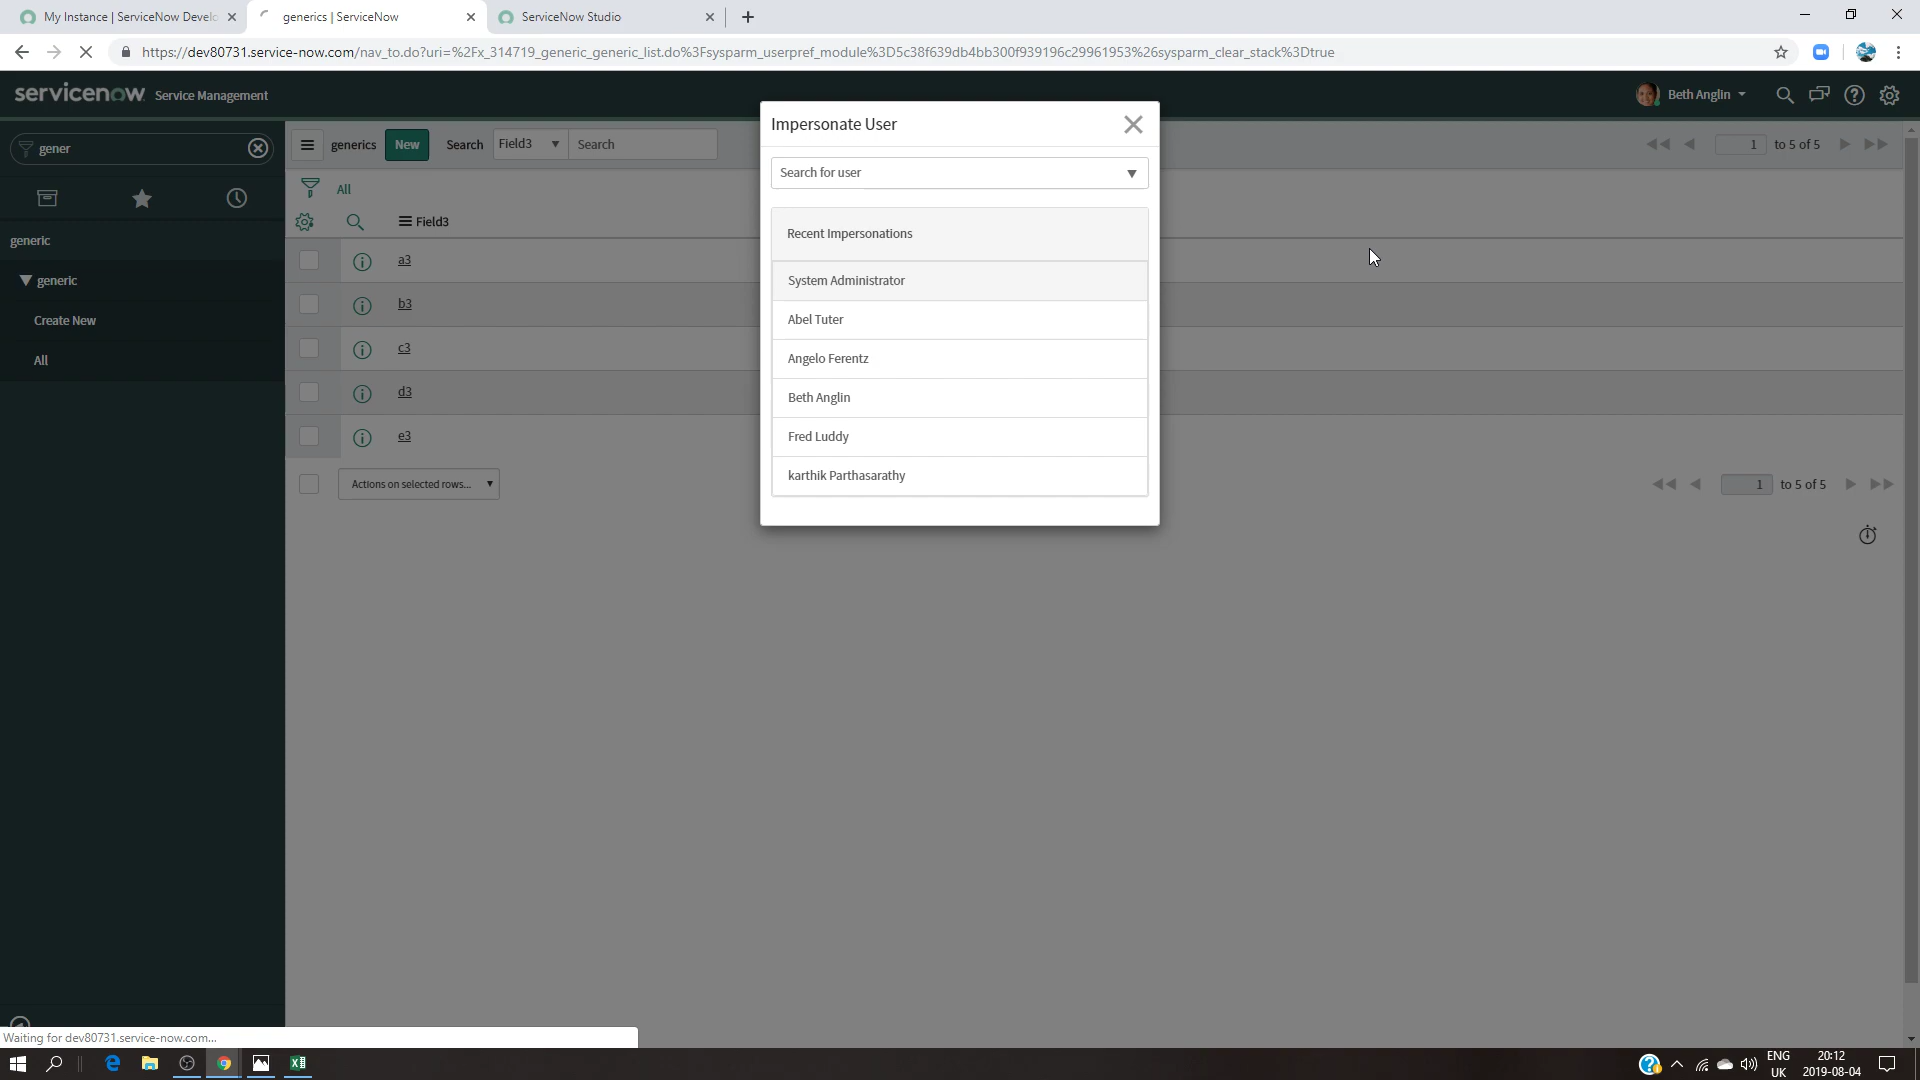 My Instance | ServiceNow Develo
generics | ServiceNow
ServiceNow Studio
https://dev80731.service-now.com/nav_to.do?uri=%2Fx_314719_generic_generic_list.do%3Fsysparm_userpref_module%3D5c38f639db4bb300f939196c29961953%26sysparm_clear_stack%3Dtrue
servicenow Service Management
Beth Anglin
gener
generic
generic
Create New
All
generics New Search Field3 Search
1 to 5 of 5
All
Field3
a3
b3
c3
d3
e3
Actions on selected rows...
1 to 5 of 5
Impersonate User
Search for user
Recent Impersonations
System Administrator
Abel Tuter
Angelo Ferentz
Beth Anglin
Fred Luddy
karthik Parthasarathy
Waiting for dev80731.service-now.com...
ENG
UK
20:12
2019-08-04